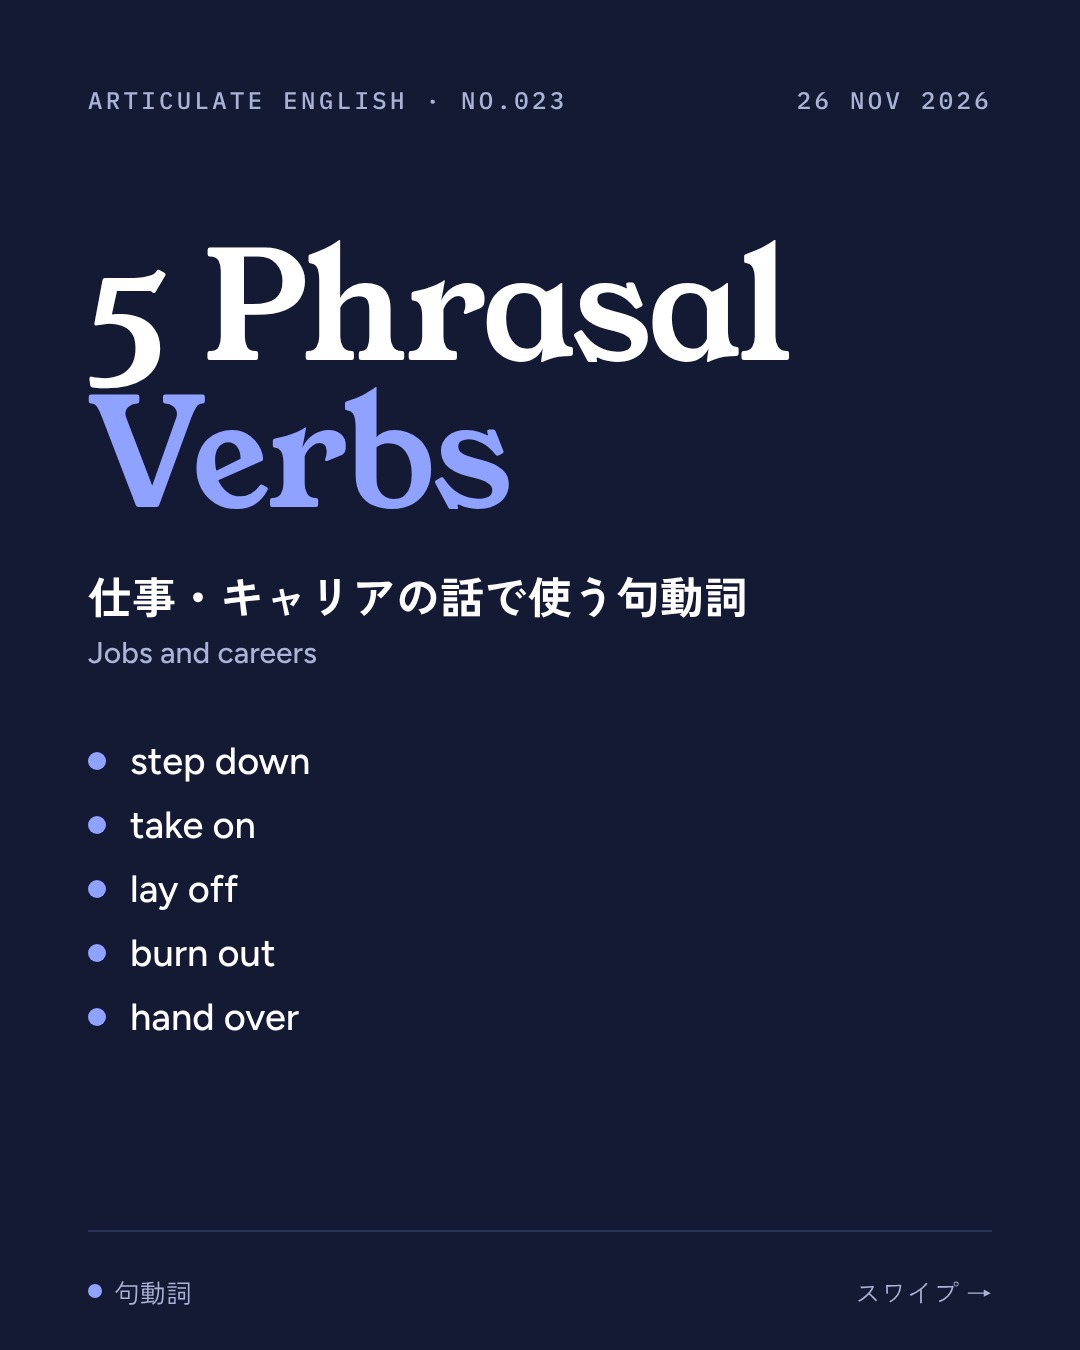 ARTICULATE ENGLISH · NO.023
26 NOV 2026
5 Phrasal
Verbs
仕事・キャリアの話で使う句動詞
Jobs and careers
step down
take on
lay off
burn out
hand over
句動詞
スワイプ →